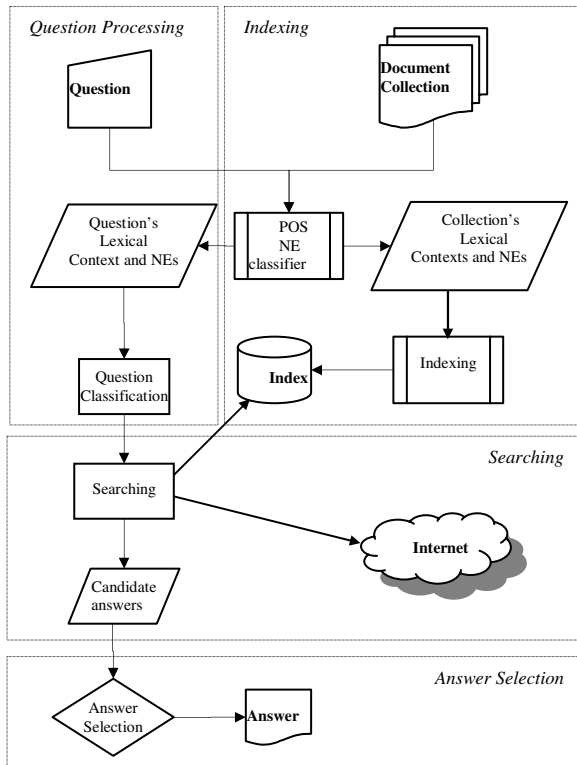 Question Processing
Indexing
Question
Document
Collection
Question's
Lexical
Context and NEs
POS
NE
classifier
Collection's
Lexical
Contexts and NEs
Question
Classification
Index
Indexing
Searching
Searching
Internet
Candidate
answers
Answer Selection
Answer
Selection
Answer